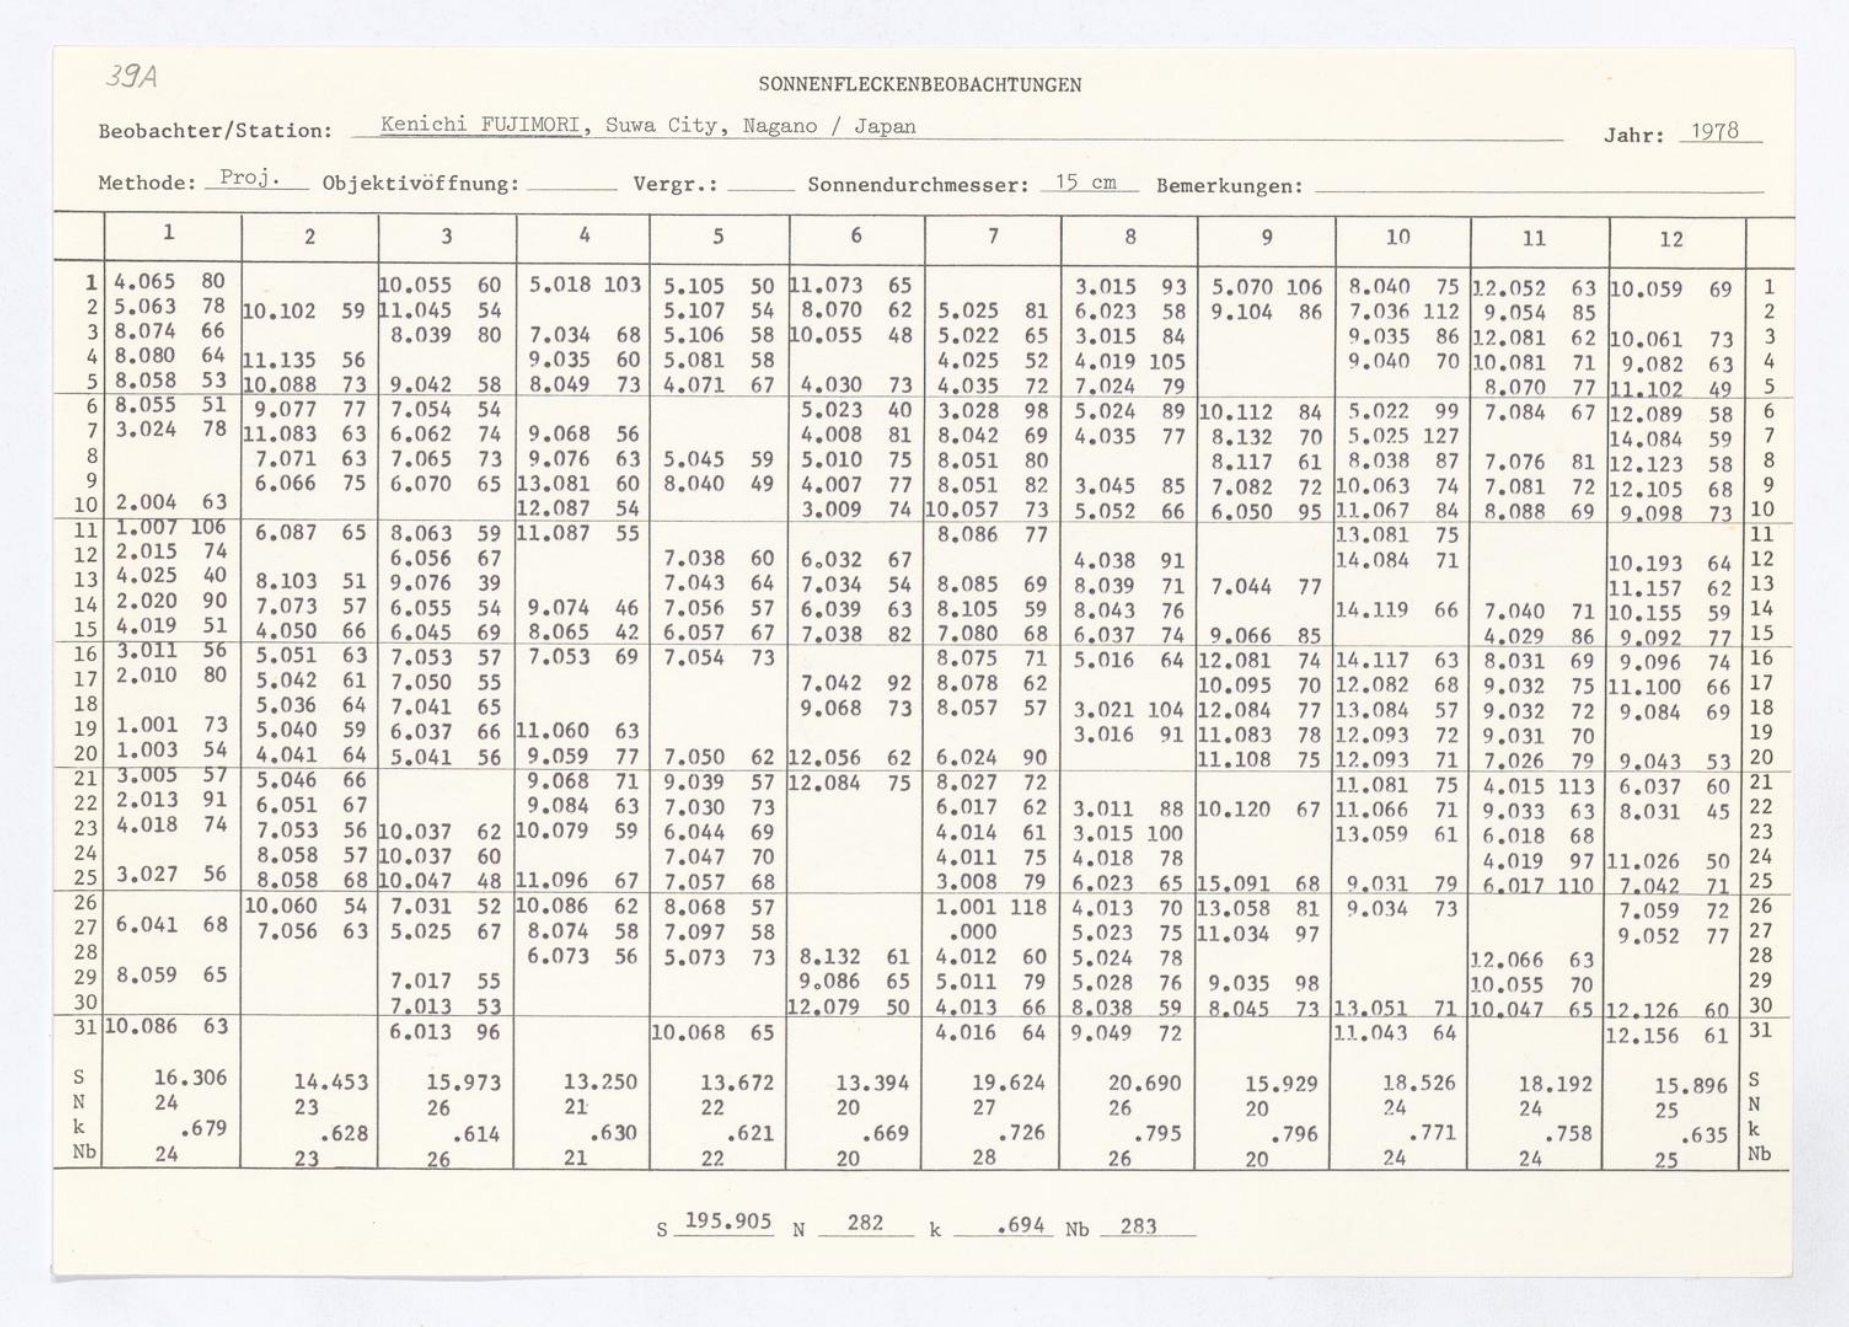 39A
SONNENFLECKENBEOBACHTUNGEN
Beobachter/Station: Kenichi FUJIMORI, Suwa City, Nagano / Japan Jahr: 1978
Methode: Proj. Objektivöffnung: Vergr.: Sonnendurchmesser: 15 cm Bemerkungen:
1 2 3 4 5 6 7 8 9 10 11 12
1 4.065 80 10.055 60 5.018 103 5.105 50 11.073 65 3.015 93 5.070 106 8.040 75 12.052 63 10.059 69 1
2 5.063 78 10.102 59 11.045 54 5.107 54 8.070 62 5.025 81 6.023 58 9.104 86 7.036 112 9.054 85 2
3 8.074 66 8.039 80 7.034 68 5.106 58 10.055 48 5.022 65 3.015 84 9.035 86 12.081 62 10.061 73 3
4 8.080 64 11.135 56 9.035 60 5.081 58 4.025 52 4.019 105 9.040 70 10.081 71 9.082 63 4
5 8.058 53 10.088 73 9.042 58 8.049 73 4.071 67 4.030 73 4.035 72 7.024 79 8.070 77 11.102 49 5
6 8.055 51 9.077 77 7.054 54 5.023 40 3.028 98 5.024 89 10.112 84 5.022 99 7.084 67 12.089 58 6
7 3.024 78 11.083 63 6.062 74 9.068 56 4.008 81 8.042 69 4.035 77 8.132 70 5.025 127 14.084 59 7
8 7.071 63 7.065 73 9.076 63 5.045 59 5.010 75 8.051 80 8.117 61 8.038 87 7.076 81 12.123 58 8
9 6.066 75 6.070 65 13.081 60 8.040 49 4.007 77 8.051 82 3.045 85 7.082 72 10.063 74 7.081 72 12.105 68 9
10 2.004 63 12.087 54 3.009 74 10.057 73 5.052 66 6.050 95 11.067 84 8.088 69 9.098 73 10
11 1.007 106 6.087 65 8.063 59 11.087 55 8.086 77 13.081 75 11
12 2.015 74 6.056 67 7.038 60 6.032 67 4.038 91 14.084 71 10.193 64 12
13 4.025 40 8.103 51 9.076 39 7.043 64 7.034 54 8.085 69 8.039 71 7.044 77 11.157 62 13
14 2.020 90 7.073 57 6.055 54 9.074 46 7.056 57 6.039 63 8.105 59 8.043 76 14.119 66 7.040 71 10.155 59 14
15 4.019 51 4.050 66 6.045 69 8.065 42 6.057 67 7.038 82 7.080 68 6.037 74 9.066 85 4.029 86 9.092 77 15
16 3.011 56 5.051 63 7.053 57 7.053 69 7.054 73 8.075 71 5.016 64 12.081 74 14.117 63 8.031 69 9.096 74 16
17 2.010 80 5.042 61 7.050 55 7.042 92 8.078 62 10.095 70 12.082 68 9.032 75 11.100 66 17
18 5.036 64 7.041 65 9.068 73 8.057 57 3.021 104 12.084 77 13.084 57 9.032 72 9.084 69 18
19 1.001 73 5.040 59 6.037 66 11.060 63 3.016 91 11.083 78 12.093 72 9.031 70 19
20 1.003 54 4.041 64 5.041 56 9.059 77 7.050 62 12.056 62 6.024 90 11.108 75 12.093 71 7.026 79 9.043 53 20
21 3.005 57 5.046 66 9.068 71 9.039 57 12.084 75 8.027 72 11.081 75 4.015 113 6.037 60 21
22 2.013 91 6.051 67 9.084 63 7.030 73 6.017 62 3.011 88 10.120 67 11.066 71 9.033 63 8.031 45 22
23 4.018 74 7.053 56 10.037 62 10.079 59 6.044 69 4.014 61 3.015 100 13.059 61 6.018 68 23
24 8.058 57 10.037 60 7.047 70 4.011 75 4.018 78 4.019 97 11.026 50 24
25 3.027 56 8.058 68 10.047 48 11.096 67 7.057 68 3.008 79 6.023 65 15.091 68 9.031 79 6.017 110 7.042 71 25
26 10.060 54 7.031 52 10.086 62 8.068 57 1.001 118 4.013 70 13.058 81 9.034 73 7.059 72 26
27 6.041 68 7.056 63 5.025 67 8.074 58 7.097 58 .000 5.023 75 11.034 97 9.052 77 27
28 6.073 56 5.073 73 8.132 61 4.012 60 5.024 78 12.066 63 28
29 8.059 65 7.017 55 9.086 65 5.011 79 5.028 76 9.035 98 10.055 70 29
30 7.013 53 12.079 50 4.013 66 8.038 59 8.045 73 13.051 71 10.047 65 12.126 60 30
31 10.086 63 6.013 96 10.068 65 4.016 64 9.049 72 11.043 64 12.156 61 31
S 16.306 14.453 15.973 13.250 13.672 13.394 19.624 20.690 15.929 18.526 18.192 15.896 S
N 24 23 26 21 22 20 27 26 20 24 24 25 N
k .679 .628 .614 .630 .621 .669 .726 .795 .796 .771 .758 .635 k
Nb 24 23 26 21 22 20 28 26 20 24 24 25 Nb
S 195.905 N 282 k .694 Nb 283